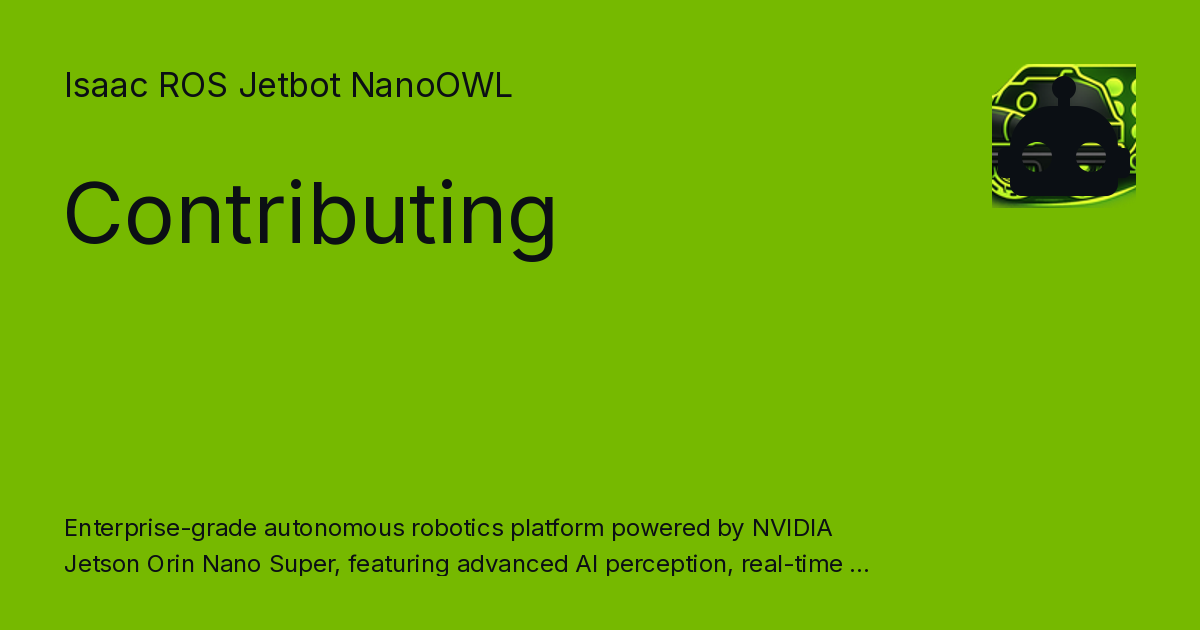 Isaac ROS Jetbot NanoOWL
Contributing
Enterprise-grade autonomous robotics platform powered by NVIDIA
Jetson Orin Nano Super, featuring advanced AI perception, real-time ...